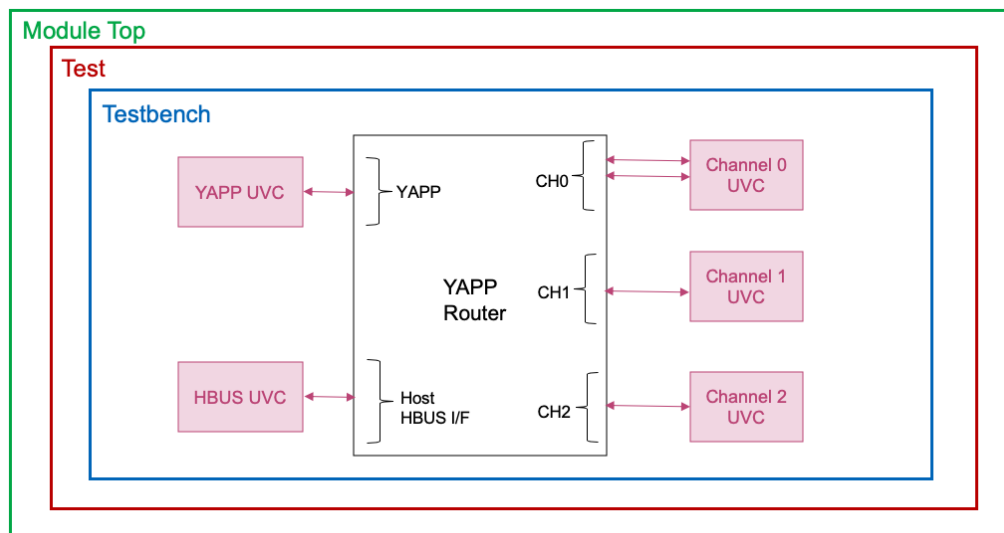 Module Top
Test
Testbench
YAPP UVC
YAPP
CH0
Channel 0
UVC
YAPP
Router
CH1
Channel 1
UVC
HBUS UVC
Host
HBUS I/F
CH2
Channel 2
UVC